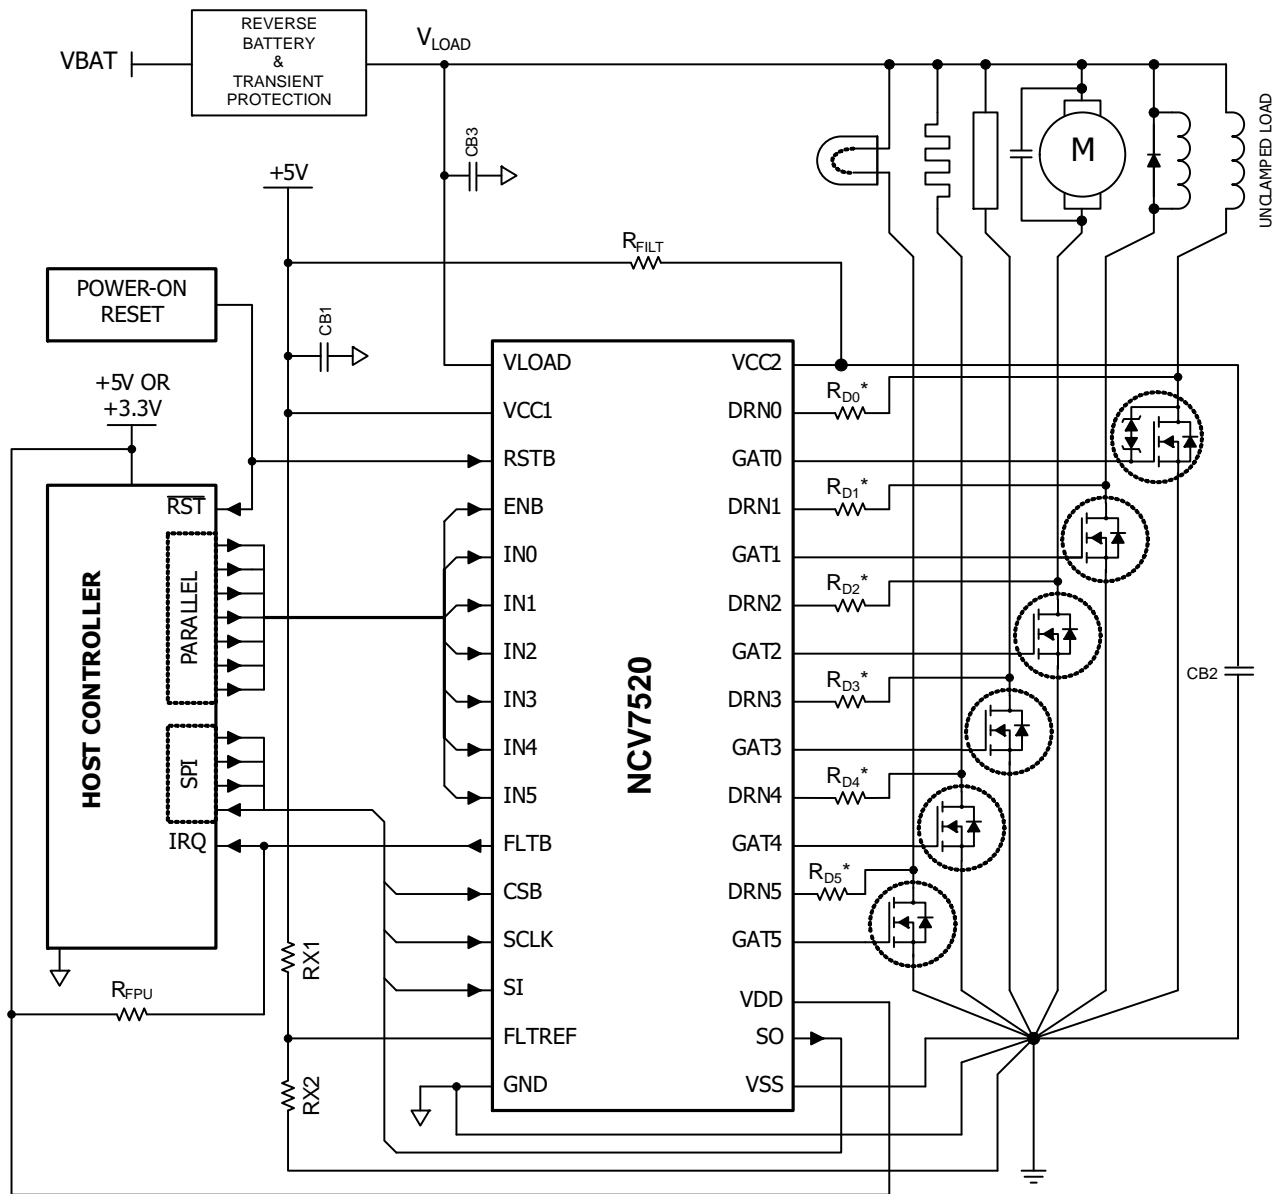 REVERSE
BATTERY
&
TRANSIENT
PROTECTION
VBAT
VLOAD
CB3
UNCLAMPED LOAD
M
+5V
RFILT
POWER-ON
RESET
CB1
+5V OR
+3.3V
VLOAD
VCC1
RSTB
ENB
IN0
IN1
IN2
IN3
IN4
IN5
FLTB
CSB
SCLK
SI
FLTREF
GND
NCV7520
VCC2
DRN0
GAT0
DRN1
GAT1
DRN2
GAT2
DRN3
GAT3
DRN4
GAT4
DRN5
GAT5
VDD
SO
VSS
RD0*
RD1*
RD2*
RD3*
RD4*
RD5*
CB2
HOST CONTROLLER
RST
PARALLEL
SPI
IRQ
RFPU
RX1
RX2